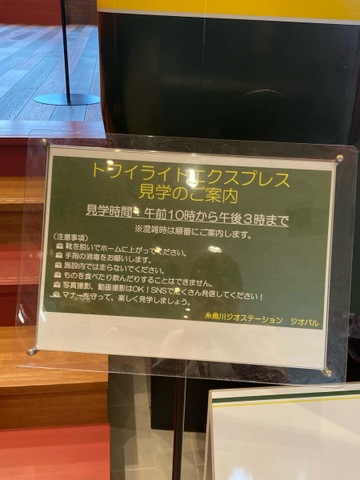 トワイライトエクスプレス
見学のご案内
見学時間：午前10時から午後3時まで
※混雑時は順番にご案内します。
《注意事項》
靴を脱いでホームに上がってください。
手指の消毒をお願いします。
施設内では走らないでください。
ものを食べたり飲んだりすることはできません。
写真撮影、動画撮影はOK！SNSでたくさん発信してください！
マナーを守って、楽しく見学しましょう。
糸魚川ジオステーション ジオパル